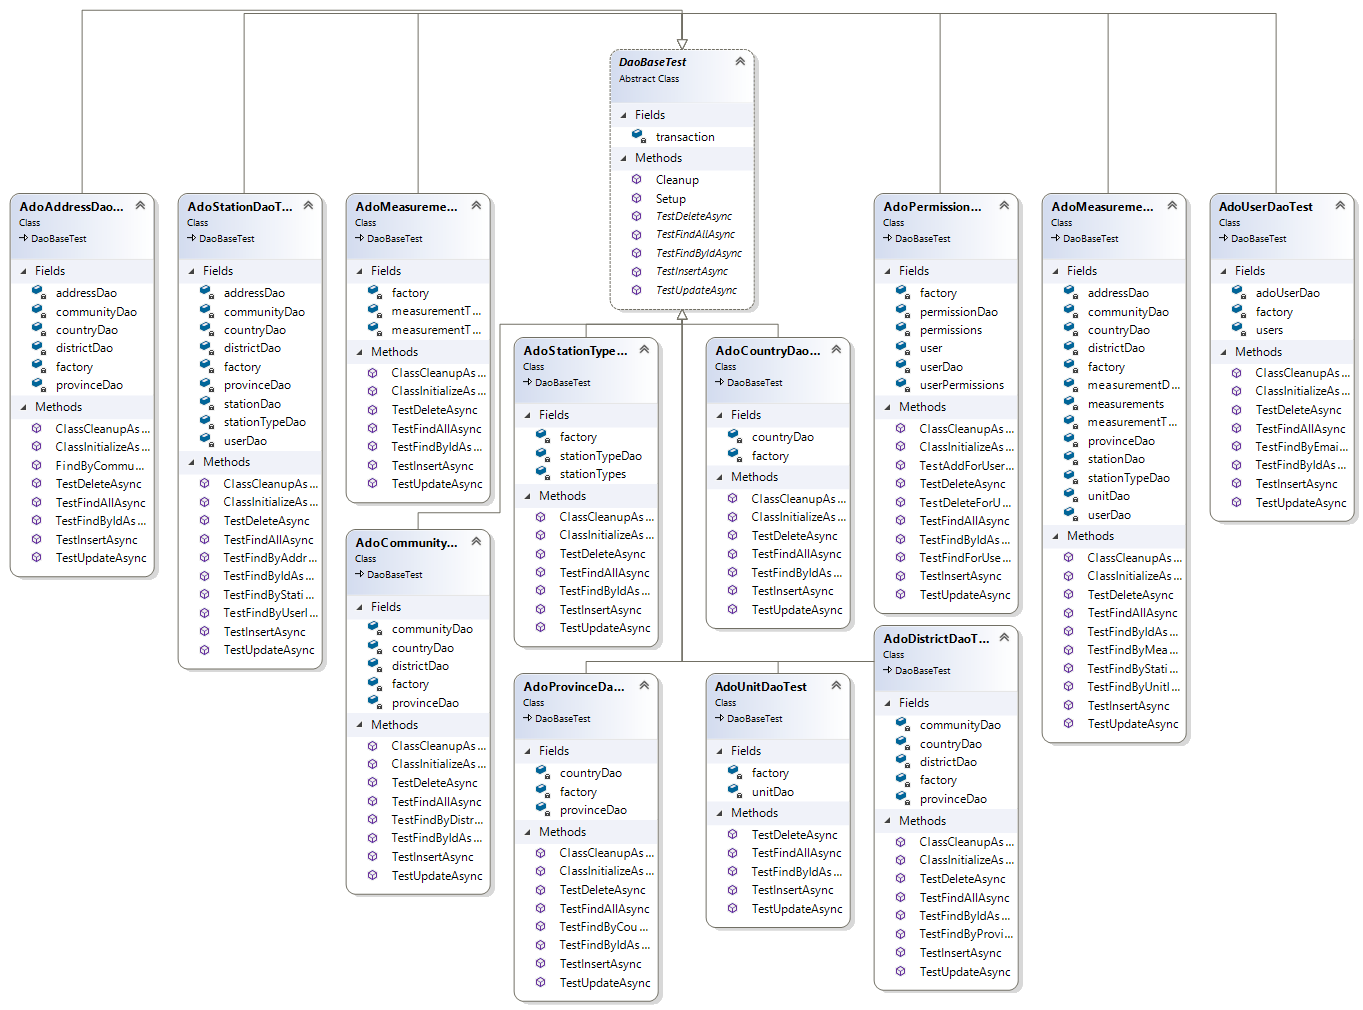 DaoBaseTest
Abstract Class
Fields
transaction
Methods
Cleanup
Setup
TestDeleteAsync
TestFindAllAsync
TestFindByIdAsync
TestInsertAsync
TestUpdateAsync
AdoAddressDao...
Class
DaoBaseTest
Fields
addressDao
communityDao
countryDao
districtDao
factory
provinceDao
Methods
ClassCleanupAs...
ClassInitializeAs...
FindByCommu...
TestDeleteAsync
TestFindAllAsync
TestFindByIdAs...
TestInsertAsync
TestUpdateAsync
AdoStationDaoT...
Class
DaoBaseTest
Fields
addressDao
communityDao
countryDao
districtDao
factory
provinceDao
stationDao
stationTypeDao
userDao
Methods
ClassCleanupAs...
ClassInitializeAs...
TestDeleteAsync
TestFindAllAsync
TestFindByAddr...
TestFindByIdAs...
TestFindByStati...
TestFindByUserI...
TestInsertAsync
TestUpdateAsync
AdoMeasureme...
Class
DaoBaseTest
Fields
factory
measurementT...
measurementT...
Methods
ClassCleanupAs...
ClassInitializeAs...
TestDeleteAsync
TestFindAllAsync
TestFindByIdAs...
TestInsertAsync
TestUpdateAsync
AdoPermission...
Class
DaoBaseTest
Fields
factory
permissionDao
permissions
user
userDao
userPermissions
Methods
ClassCleanupAs...
ClassInitializeAs...
TestAddForUser...
TestDeleteAsync
TestDeleteForU...
TestFindAllAsync
TestFindByIdAs...
TestFindForUse...
TestInsertAsync
TestUpdateAsync
AdoMeasureme...
Class
DaoBaseTest
Fields
addressDao
communityDao
countryDao
districtDao
factory
measurementD...
measurements
measurementT...
provinceDao
stationDao
stationTypeDao
unitDao
userDao
Methods
ClassCleanupAs...
ClassInitializeAs...
TestDeleteAsync
TestFindAllAsync
TestFindByIdAs...
TestFindByMea...
TestFindByStati...
TestFindByUnitI...
TestInsertAsync
TestUpdateAsync
AdoUserDaoTest
Class
DaoBaseTest
Fields
adoUserDao
factory
users
Methods
ClassCleanupAs...
ClassInitializeAs...
TestDeleteAsync
TestFindAllAsync
TestFindByEmai...
TestFindByIdAs...
TestInsertAsync
TestUpdateAsync
AdoStationType...
Class
DaoBaseTest
Fields
factory
stationTypeDao
stationTypes
Methods
ClassCleanupAs...
ClassInitializeAs...
TestDeleteAsync
TestFindAllAsync
TestFindByIdAs...
TestInsertAsync
TestUpdateAsync
AdoCountryDao...
Class
DaoBaseTest
Fields
countryDao
factory
Methods
ClassCleanupAs...
ClassInitializeAs...
TestDeleteAsync
TestFindAllAsync
TestFindByIdAs...
TestInsertAsync
TestUpdateAsync
AdoCommunity...
Class
DaoBaseTest
Fields
communityDao
countryDao
districtDao
factory
provinceDao
Methods
ClassCleanupAs...
ClassInitializeAs...
TestDeleteAsync
TestFindAllAsync
TestFindByDistr...
TestFindByIdAs...
TestInsertAsync
TestUpdateAsync
AdoProvinceDa...
Class
DaoBaseTest
Fields
countryDao
factory
provinceDao
Methods
ClassCleanupAs...
ClassInitializeAs...
TestDeleteAsync
TestFindAllAsync
TestFindByCou...
TestFindByIdAs...
TestInsertAsync
TestUpdateAsync
AdoUnitDaoTest
Class
DaoBaseTest
Fields
factory
unitDao
Methods
TestDeleteAsync
TestFindAllAsync
TestFindByIdAs...
TestInsertAsync
TestUpdateAsync
AdoDistrictDaoT...
Class
DaoBaseTest
Fields
communityDao
countryDao
districtDao
factory
provinceDao
Methods
ClassCleanupAs...
ClassInitializeAs...
TestDeleteAsync
TestFindAllAsync
TestFindByIdAs...
TestFindByProvi...
TestInsertAsync
TestUpdateAsync